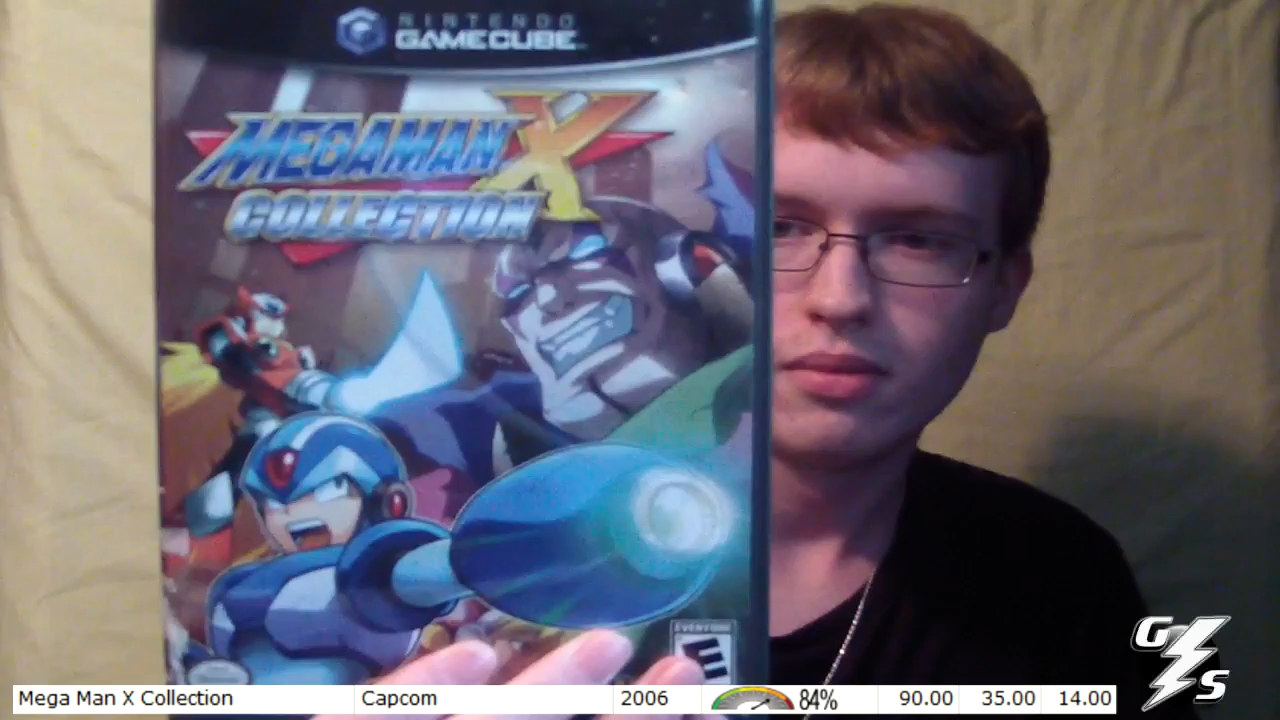 NINTENDO
GAMECUBE
MEGAMAN X
COLLECTION
EVERYONE
E
Mega Man X Collection Capcom 2006 84% 90.00 35.00 14.00
G S